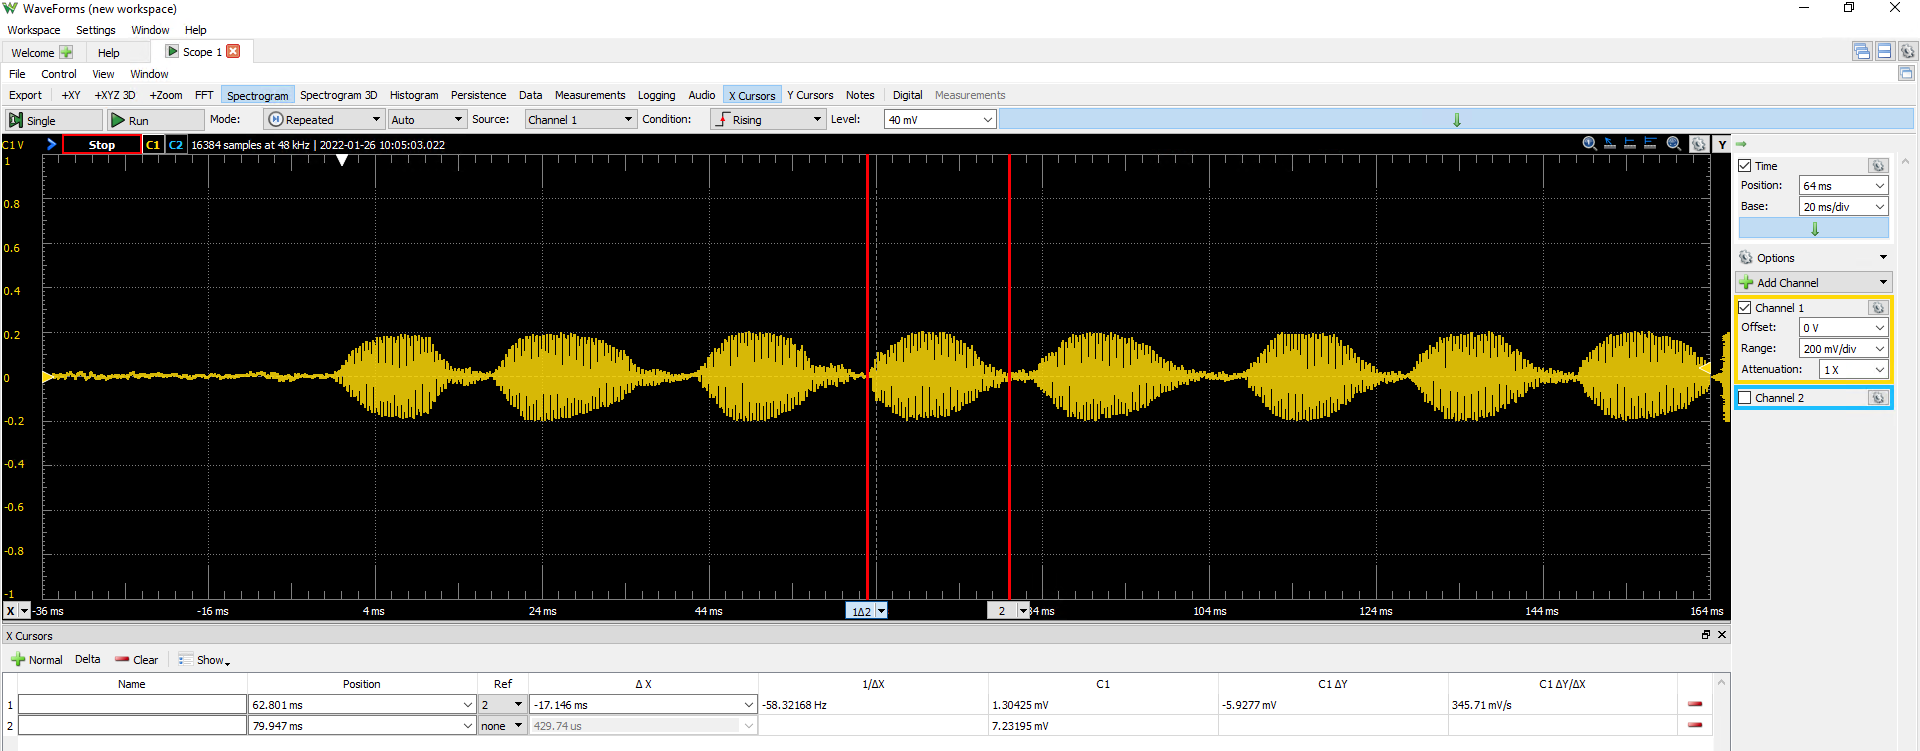 WaveForms (new workspace)
Workspace Settings Window Help
Welcome Help Scope 1
File Control View Window
Export +XY +XYZ 3D +Zoom FFT Spectrogram Spectrogram 3D Histogram Persistence Data Measurements Logging Audio X Cursors Y Cursors Notes Digital Measurements
Single Run Mode: Repeated Auto Source: Channel 1 Condition: Rising Level: 40 mV
C1 V Stop C1 C2 16384 samples at 48 kHz | 2022-01-26 10:05:03.022 Y
1
0.8
0.6
0.4
0.2
0
-0.2
-0.4
-0.6
-0.8
-1
X -36 ms -16 ms 4 ms 24 ms 44 ms 1Δ2 2 84 ms 104 ms 124 ms 144 ms 164 ms
Time
Position: 64 ms
Base: 20 ms/div
Options
Add Channel
Channel 1
Offset: 0 V
Range: 200 mV/div
Attenuation: 1 X
Channel 2
X Cursors
Normal Delta Clear Show
Name Position Ref Δ X 1/ΔX C1 C1 ΔY C1 ΔY/ΔX
1 62.801 ms 2 -17.146 ms -58.32168 Hz 1.30425 mV -5.9277 mV 345.71 mV/s
2 79.947 ms none 429.74 us 7.23195 mV